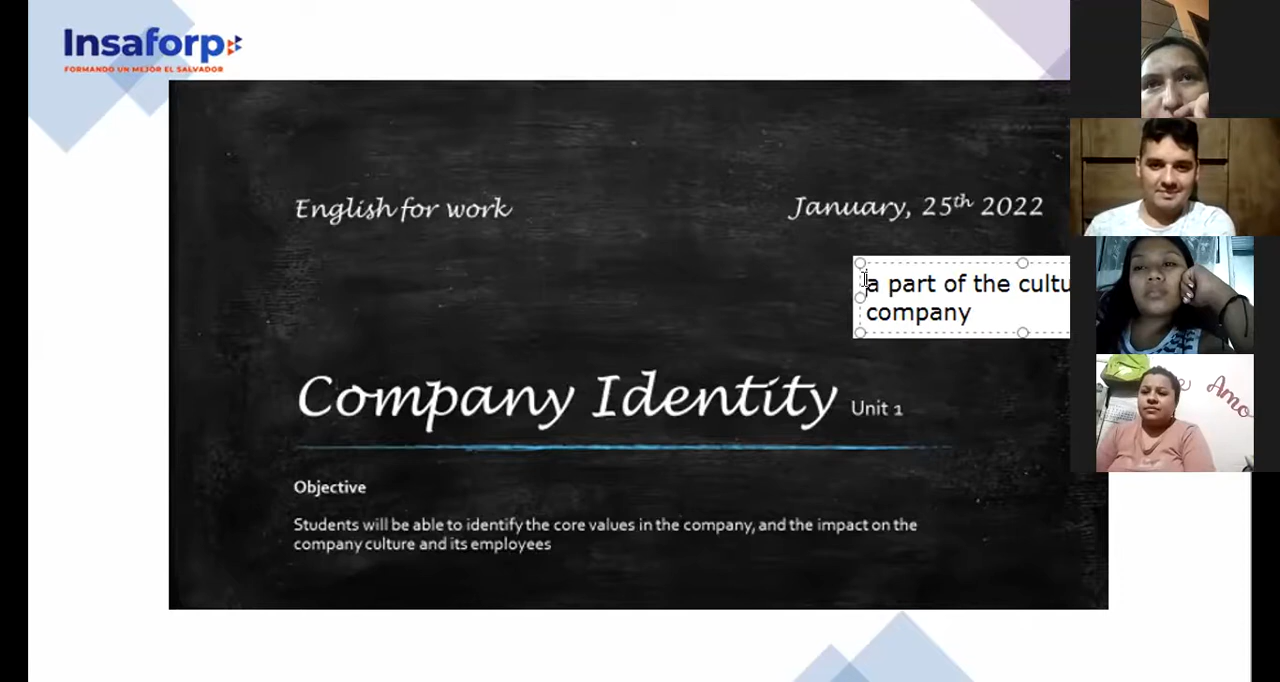 Insaforp
FORMANDO UN MEJOR EL SALVADOR
English for work
January, 25th 2022
a part of the cultu
company
Company Identity Unit 1
Objective
Students will be able to identify the core values in the company, and the impact on the
company culture and its employees
Amo